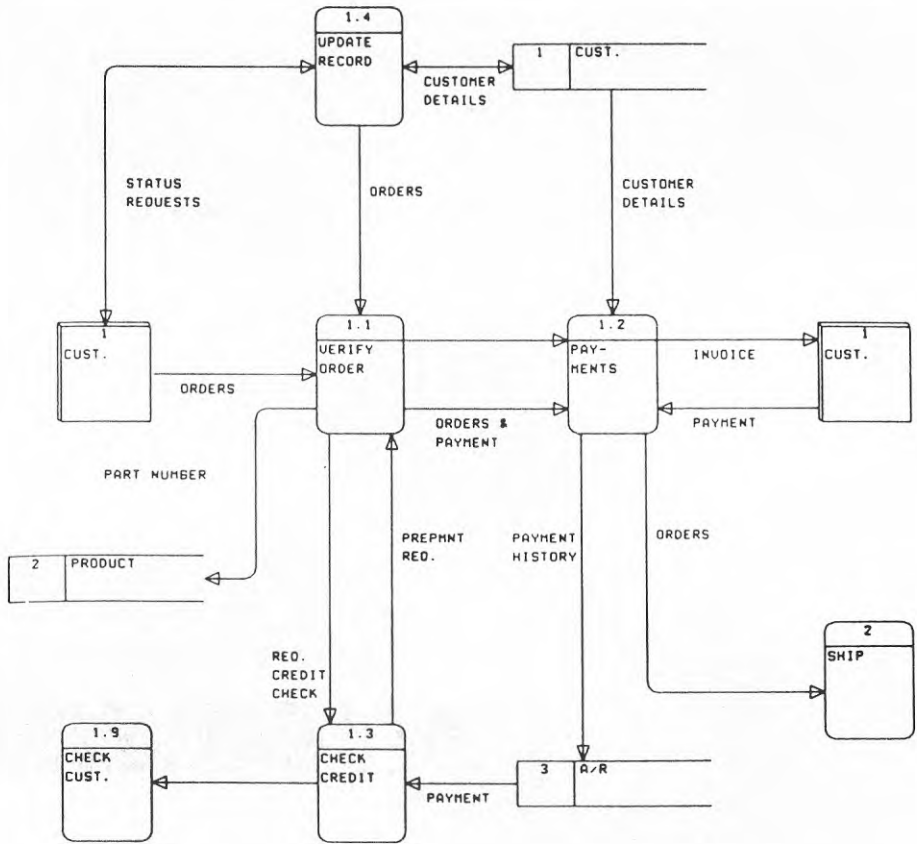 1.4
UPDATE
RECORD
1
CUST.
CUSTOMER
DETAILS
STATUS
REQUESTS
ORDERS
CUSTOMER
DETAILS
1
CUST.
1.1
VERIFY
ORDER
1.2
PAY-
MENTS
1
CUST.
INVOICE
ORDERS
ORDERS &
PAYMENT
PAYMENT
PART NUMBER
2
PRODUCT
PREPMNT
REQ.
PAYMENT
HISTORY
ORDERS
2
SHIP
REQ.
CREDIT
CHECK
1.9
CHECK
CUST.
1.3
CHECK
CREDIT
PAYMENT
3
A/R